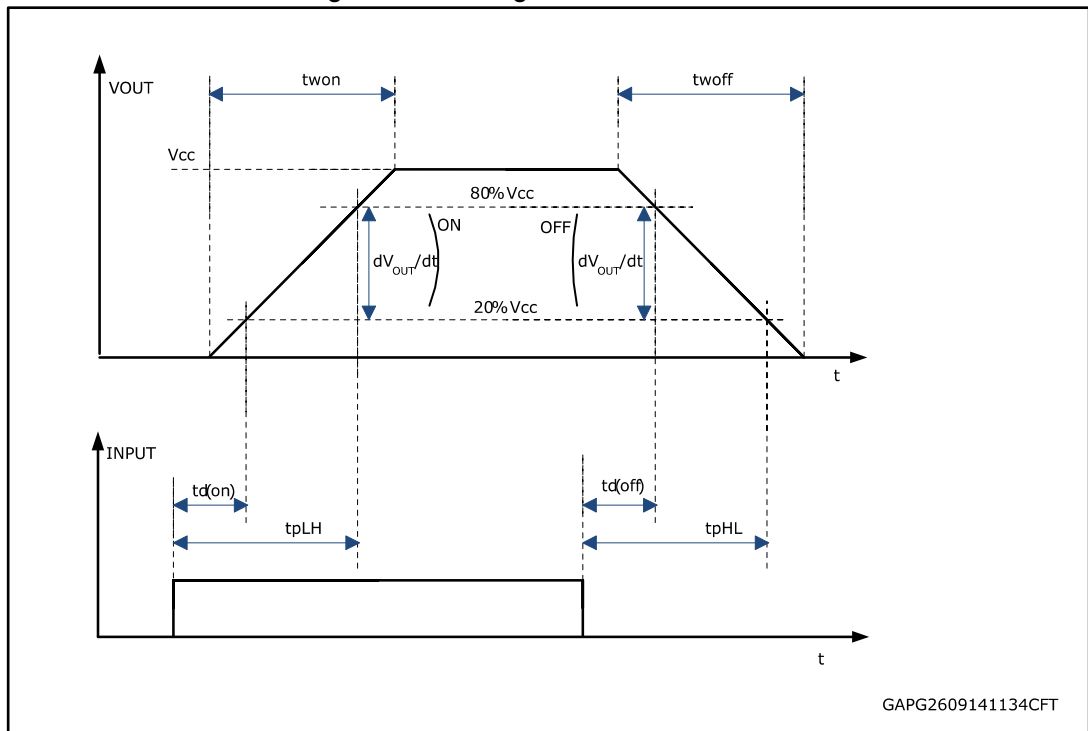 twon
twoff
VOUT
Vcc
80% Vcc
ON
OFF
dVOUT/dt
dVOUT/dt
20% Vcc
t
INPUT
td(on)
td(off)
tpLH
tpHL
t
GAPG2609141134CFT